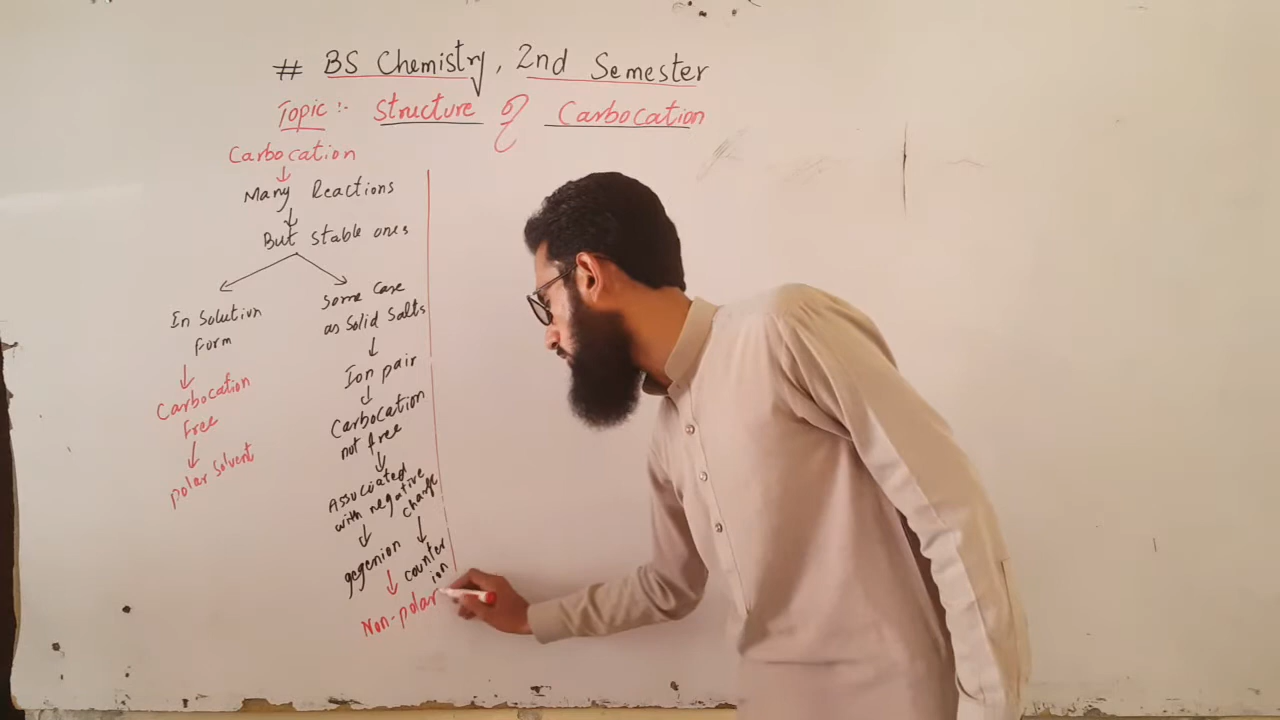 # BS Chemistry, 2nd Semester
Topic :- Structure of Carbocation
Carbocation
Many Reactions
But stable ones
In Solution
form
Carbocation
free
polar solvent
Some Case
as Solid Salts
Ion pair
Carbocation
not free
Associated
with negative
charge
gegenion
counter
ion
Non-polar